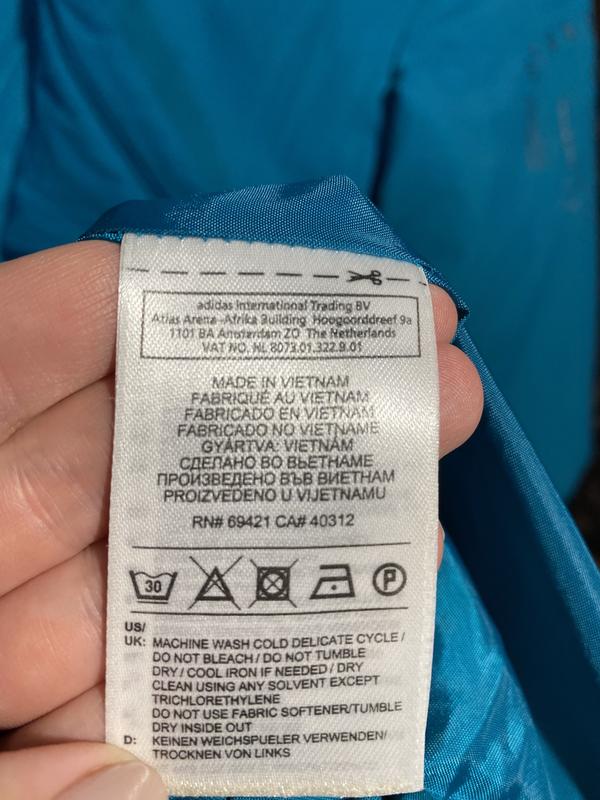 adidas International Trading BV
Atlas Arena-Afrika Building Hoogoorddreef 9a
1101 BA Amsterdam ZO The Netherlands
VAT NO. NL 8073.01.322.B.01
MADE IN VIETNAM
FABRIQUÉ AU VIETNAM
FABRICADO EN VIETNAM
FABRICADO NO VIETNAME
GYÁRTVA: VIETNÁM
СДЕЛАНО ВО ВЬЕТНАМЕ
ПРОИЗВЕДЕНО ВЪВ ВИЕТНАМ
PROIZVEDENO U VIJETNAMU
RN# 69421 CA# 40312
30 P
US/
UK: MACHINE WASH COLD DELICATE CYCLE /
DO NOT BLEACH / DO NOT TUMBLE
DRY / COOL IRON IF NEEDED / DRY
CLEAN USING ANY SOLVENT EXCEPT
TRICHLORETHYLENE
DO NOT USE FABRIC SOFTENER/TUMBLE
DRY INSIDE OUT
D: KEINEN WEICHSPUELER VERWENDEN/
TROCKNEN VON LINKS